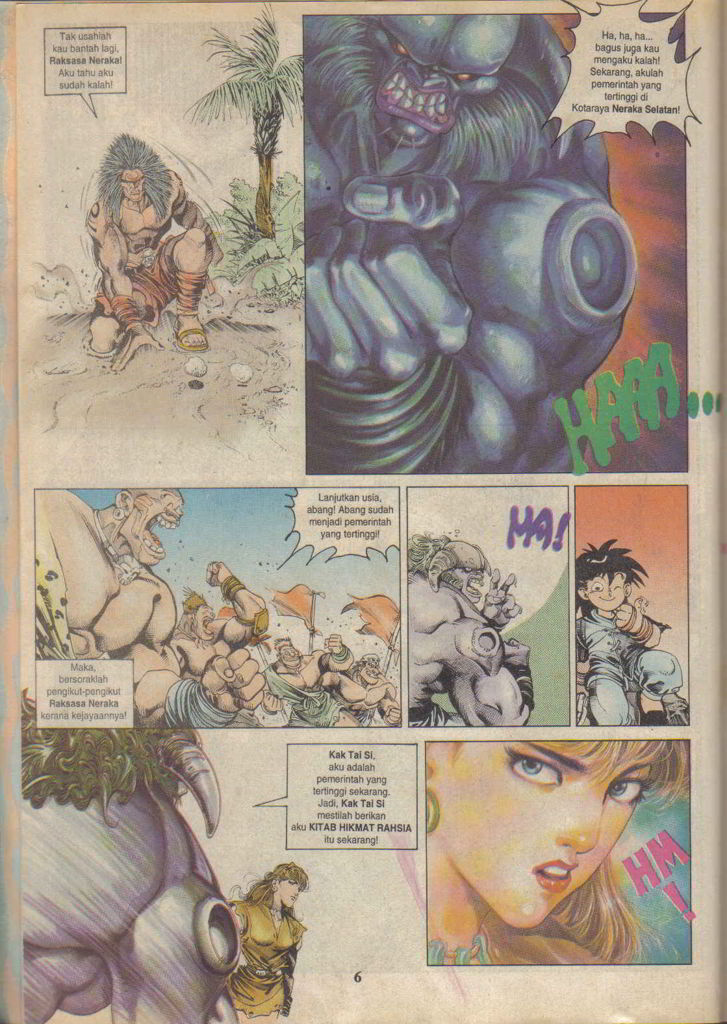 Tak usahlah
kau bantah lagi,
Raksasa Neraka!
Aku tahu aku
sudah kalah!
Ha, ha, ha...
bagus juga kau
mengaku kalah!
Sekarang, akulah
pemerintah yang
tertinggi di
Kotaraya Neraka Selatan!
HAAA...
Lanjutkan usia,
abang! Abang sudah
menjadi pemerintah
yang tertinggi!
Maka,
bersoraklah
pengikut-pengikut
Raksasa Neraka
kerana kejayaannya!
HA!
Kak Tai Si,
aku adalah
pemerintah yang
tertinggi sekarang.
Jadi, Kak Tai Si
mestilah berikan
aku KITAB HIKMAT RAHSIA
itu sekarang!
HM!
6